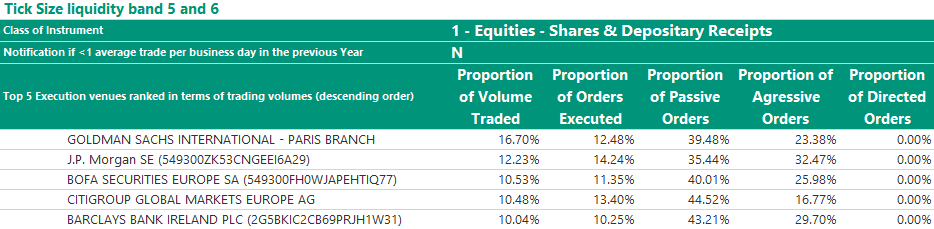 Tick Size liquidity band 5 and 6
Class of Instrument 1 - Equities - Shares & Depositary Receipts
Notification if <1 average trade per business day in the previous Year N
Top 5 Execution venues ranked in terms of trading volumes (descending order) Proportion of Volume Traded Proportion of Orders Executed Proportion of Passive Orders Proportion of Agressive Orders Proportion of Directed Orders
GOLDMAN SACHS INTERNATIONAL - PARIS BRANCH 16.70% 12.48% 39.48% 23.38% 0.00%
J.P. Morgan SE (549300ZK53CNGEEI6A29) 12.23% 14.24% 35.44% 32.47% 0.00%
BOFA SECURITIES EUROPE SA (549300FH0WJAPEHTIQ77) 10.53% 11.35% 40.01% 25.98% 0.00%
CITIGROUP GLOBAL MARKETS EUROPE AG 10.48% 13.40% 44.52% 16.77% 0.00%
BARCLAYS BANK IRELAND PLC (2G5BKIC2CB69PRJH1W31) 10.04% 10.25% 43.21% 29.70% 0.00%